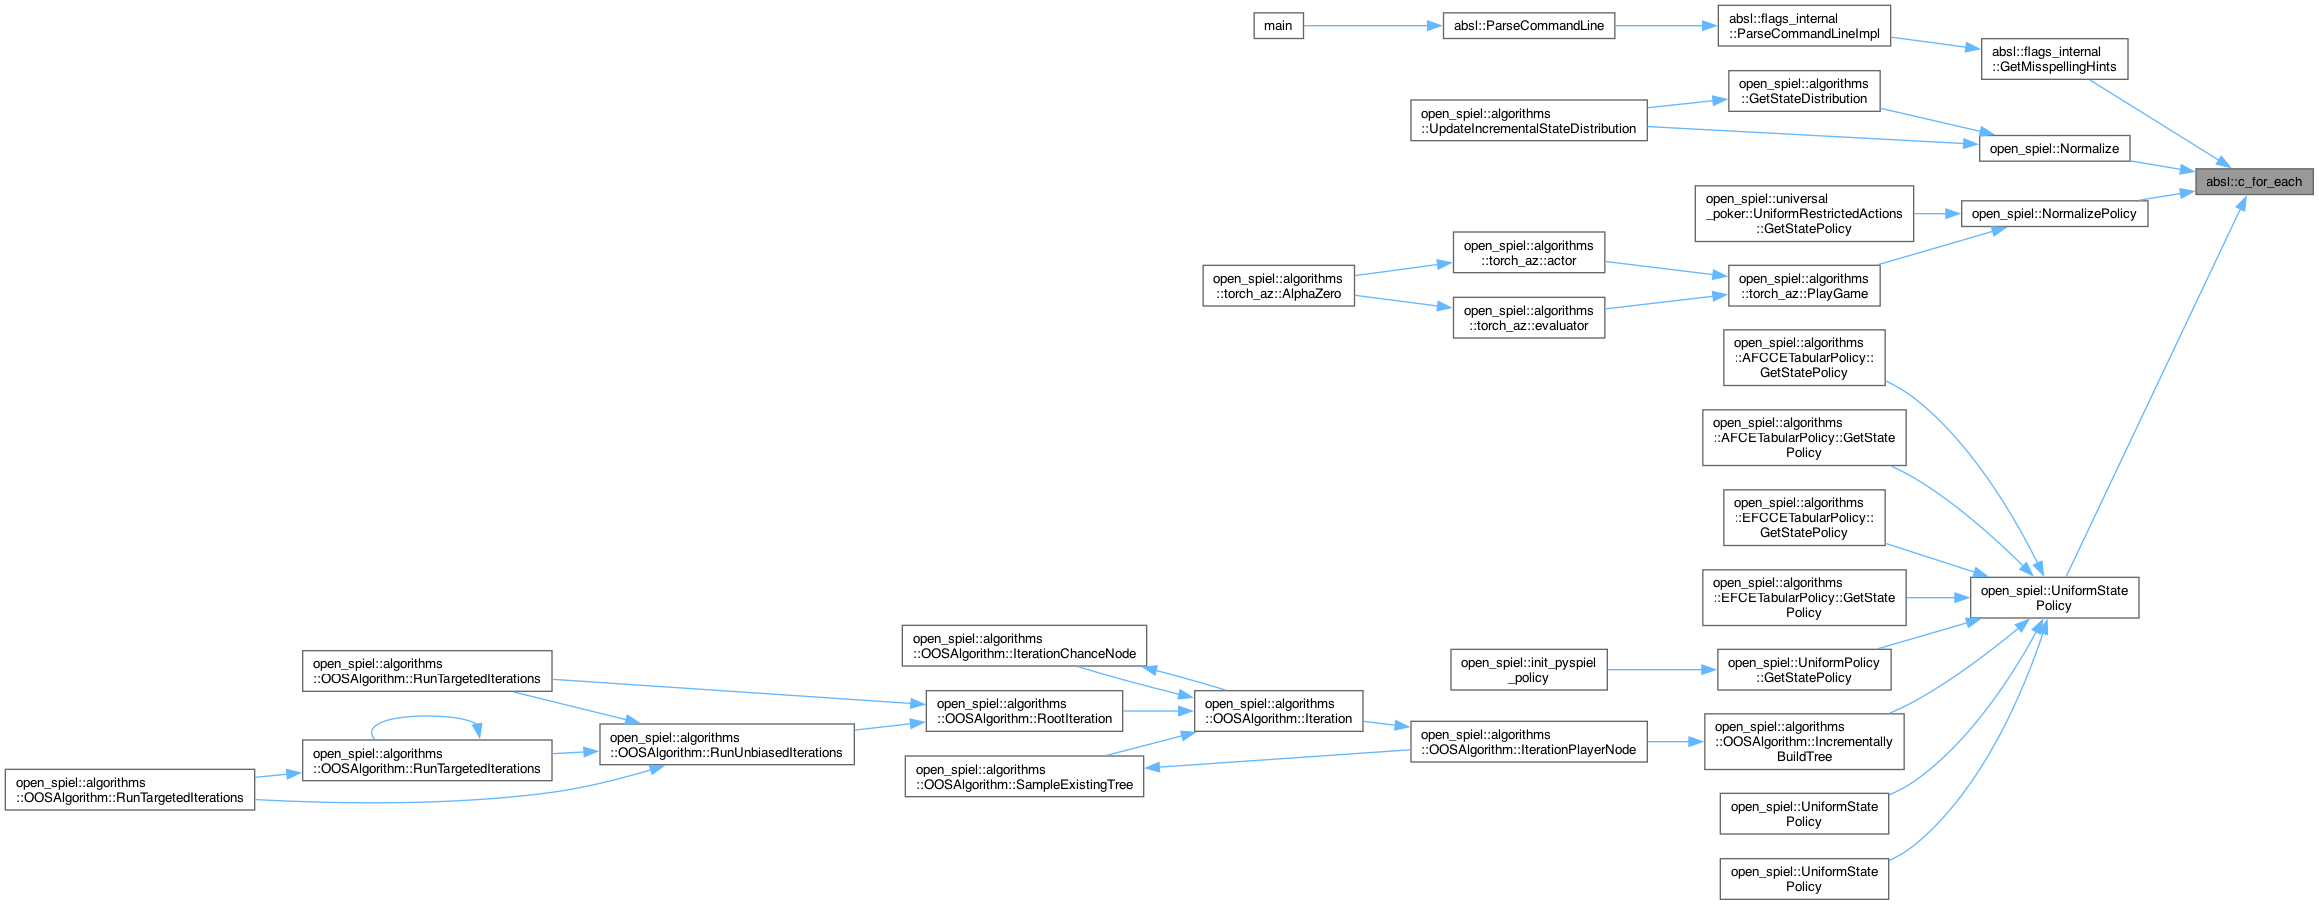 main
absl::ParseCommandLine
absl::flags_internal
::ParseCommandLineImpl
absl::flags_internal
::GetMisspellingHints
open_spiel::algorithms
::GetStateDistribution
open_spiel::algorithms
::UpdateIncrementalStateDistribution
open_spiel::Normalize
absl::c_for_each
open_spiel::universal
_poker::UniformRestrictedActions
::GetStatePolicy
open_spiel::NormalizePolicy
open_spiel::algorithms
::torch_az::actor
open_spiel::algorithms
::torch_az::AlphaZero
open_spiel::algorithms
::torch_az::PlayGame
open_spiel::algorithms
::torch_az::evaluator
open_spiel::algorithms
::AFCCETabularPolicy::
GetStatePolicy
open_spiel::algorithms
::AFCETabularPolicy::GetState
Policy
open_spiel::algorithms
::EFCCETabularPolicy::
GetStatePolicy
open_spiel::algorithms
::EFCETabularPolicy::GetState
Policy
open_spiel::UniformState
Policy
open_spiel::algorithms
::OOSAlgorithm::IterationChanceNode
open_spiel::init_pyspiel
_policy
open_spiel::UniformPolicy
::GetStatePolicy
open_spiel::algorithms
::OOSAlgorithm::RunTargetedIterations
open_spiel::algorithms
::OOSAlgorithm::RootIteration
open_spiel::algorithms
::OOSAlgorithm::Iteration
open_spiel::algorithms
::OOSAlgorithm::RunUnbiasedIterations
open_spiel::algorithms
::OOSAlgorithm::IterationPlayerNode
open_spiel::algorithms
::OOSAlgorithm::Incrementally
BuildTree
open_spiel::algorithms
::OOSAlgorithm::RunTargetedIterations
open_spiel::algorithms
::OOSAlgorithm::SampleExistingTree
open_spiel::algorithms
::OOSAlgorithm::RunTargetedIterations
open_spiel::UniformState
Policy
open_spiel::UniformState
Policy